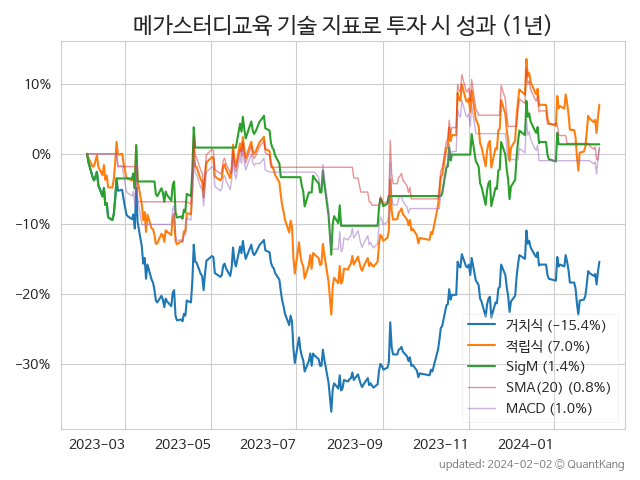 메가스터디교육 기술 지표로 투자 시 성과 (1년)
10%
0%
−10%
−20%
−30%
거치식 (−15.4%)
적립식 (7.0%)
SigM (1.4%)
SMA(20) (0.8%)
MACD (1.0%)
2023-03 2023-05 2023-07 2023-09 2023-11 2024-01
updated: 2024-02-02 © QuantKang